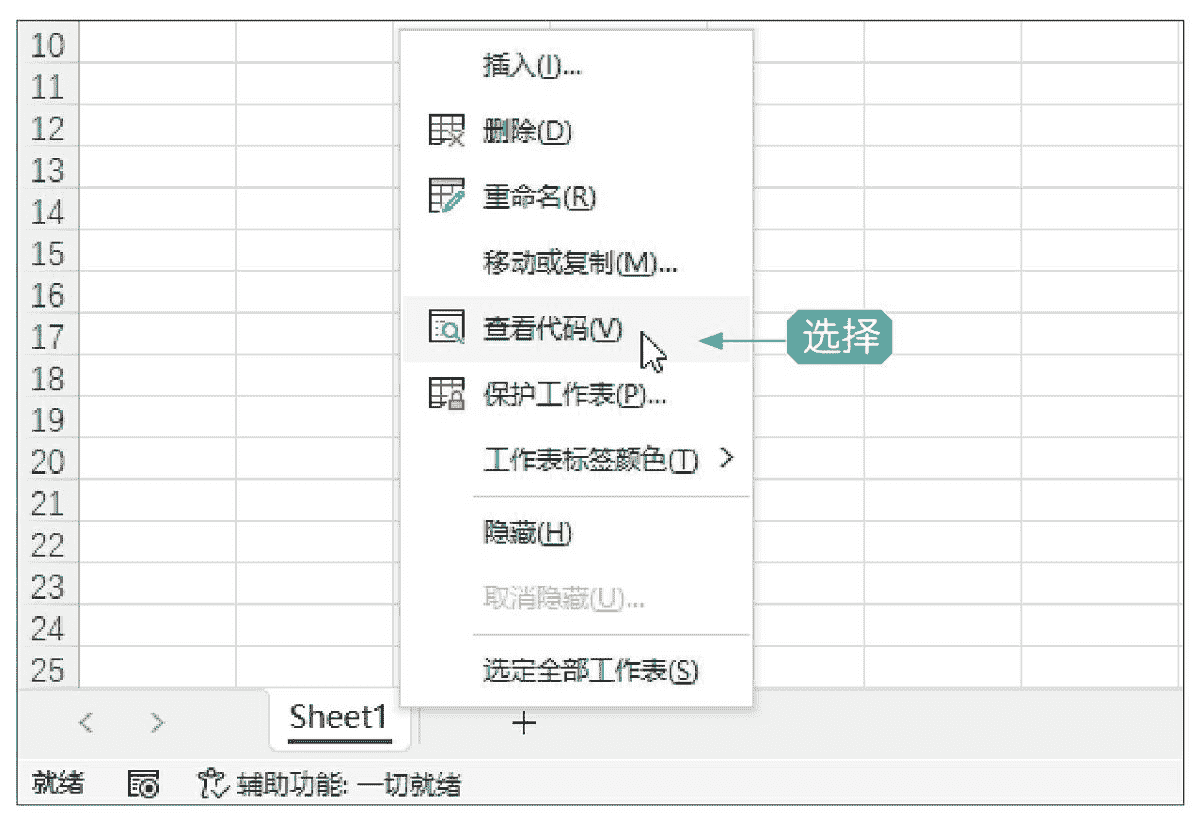 10
11
12
13
14
15
16
17
18
19
20
21
22
23
24
25
插入(I)...
删除(D)
重命名(R)
移动或复制(M)...
查看代码(V)
选择
保护工作表(P)...
工作表标签颜色(T)
隐藏(H)
取消隐藏(U)...
选定全部工作表(S)
Sheet1
就绪
辅助功能: 一切就绪